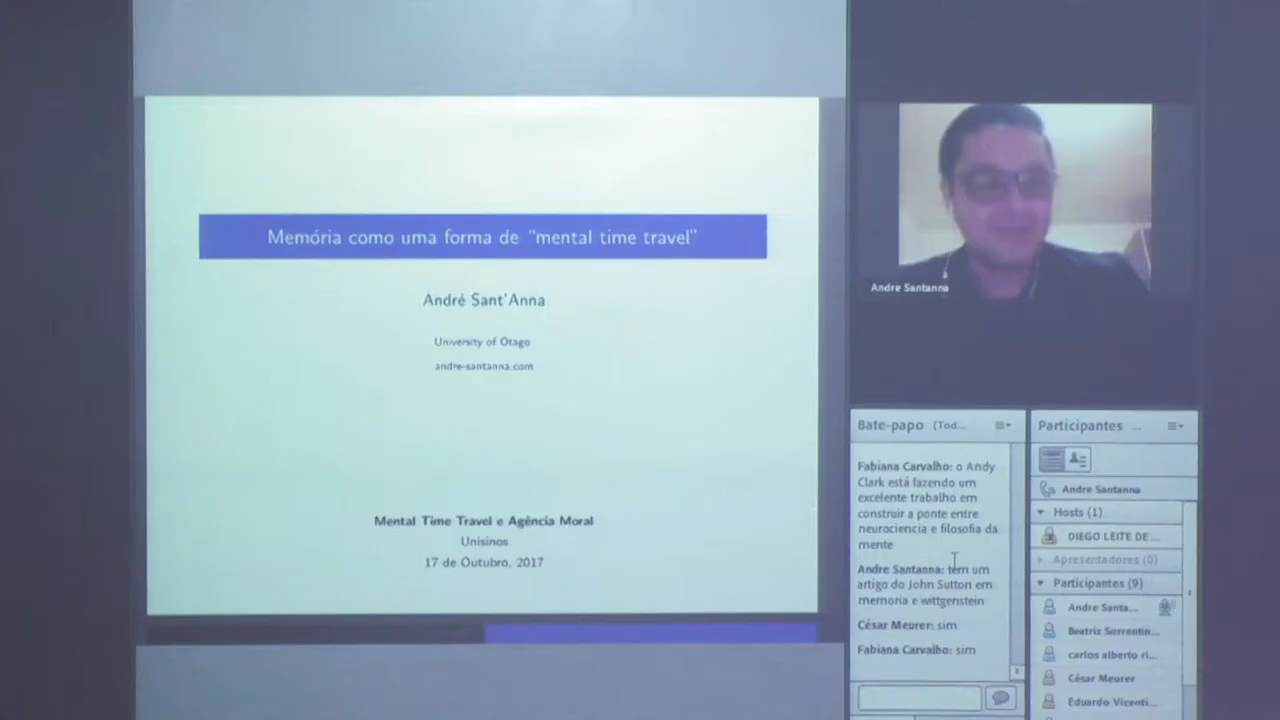 Memória como uma forma de "mental time travel"
André Sant'Anna
University of Otago
andre-santanna.com
Mental Time Travel e Agência Moral
Unisinos
17 de Outubro, 2017
Andre Santanna
Bate-papo (Tod...
Fabiana Carvalho: o Andy
Clark está fazendo um
excelente trabalho em
construir a ponte entre
neurociencia e filosofia da
mente
Andre Santanna: tem um
artigo do John Sutton em
memoria e wittgenstein
César Meurer: sim
Fabiana Carvalho: sim
Participantes ...
Andre Santanna
Hosts (1)
DIEGO LEITE DE ...
Apresentadores (0)
Participantes (9)
Andre Santa...
Beatriz Sorrentin...
carlos alberto ri...
César Meurer
Eduardo Vicenti...